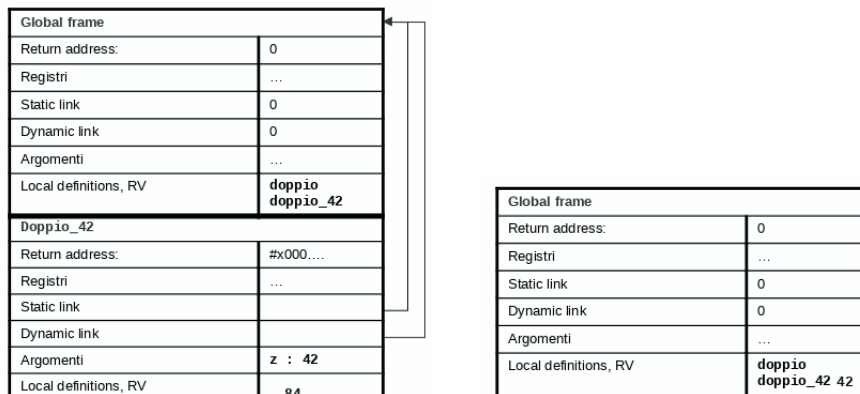 Global frame
Return address: 0
Registri ...
Static link 0
Dynamic link 0
Argomenti ...
Local definitions, RV doppio
doppio_42
Doppio_42
Return address: #x000....
Registri ...
Static link
Dynamic link
Argomenti z : 42
Local definitions, RV
84
Global frame
Return address: 0
Registri ...
Static link 0
Dynamic link 0
Argomenti ...
Local definitions, RV doppio
doppio_42 42